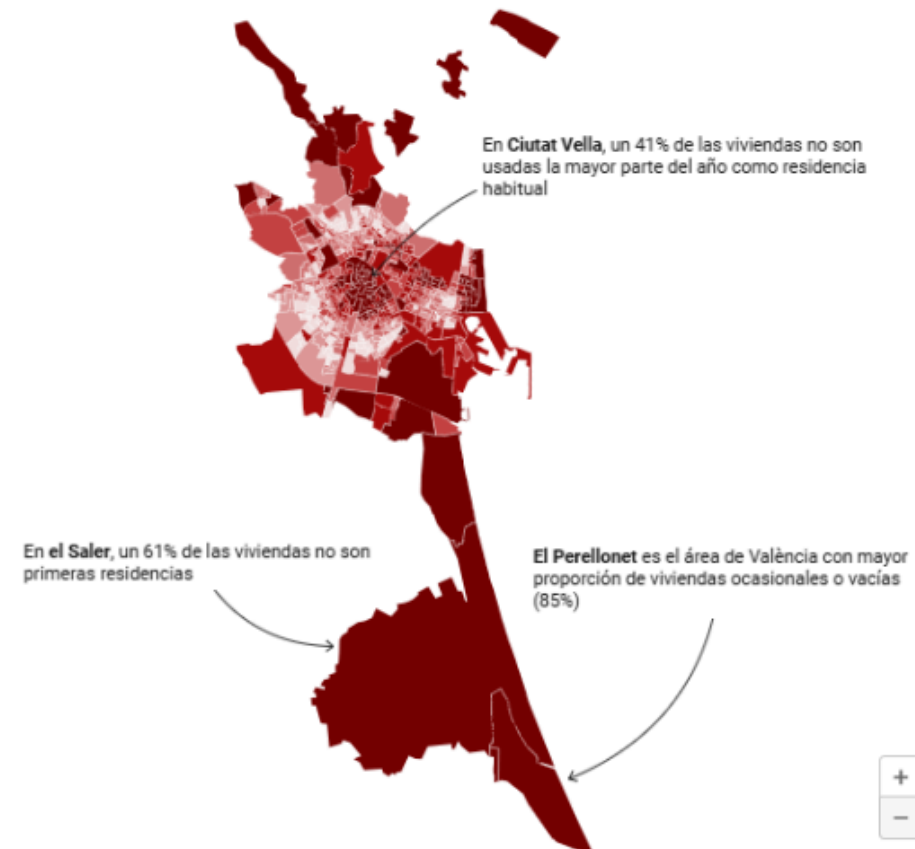 En Ciutat Vella, un 41% de las viviendas no son
usadas la mayor parte del año como residencia
habitual
En el Saler, un 61% de las viviendas no son
primeras residencias
El Perellonet es el área de València con mayor
proporción de viviendas ocasionales o vacías
(85%)
+
−